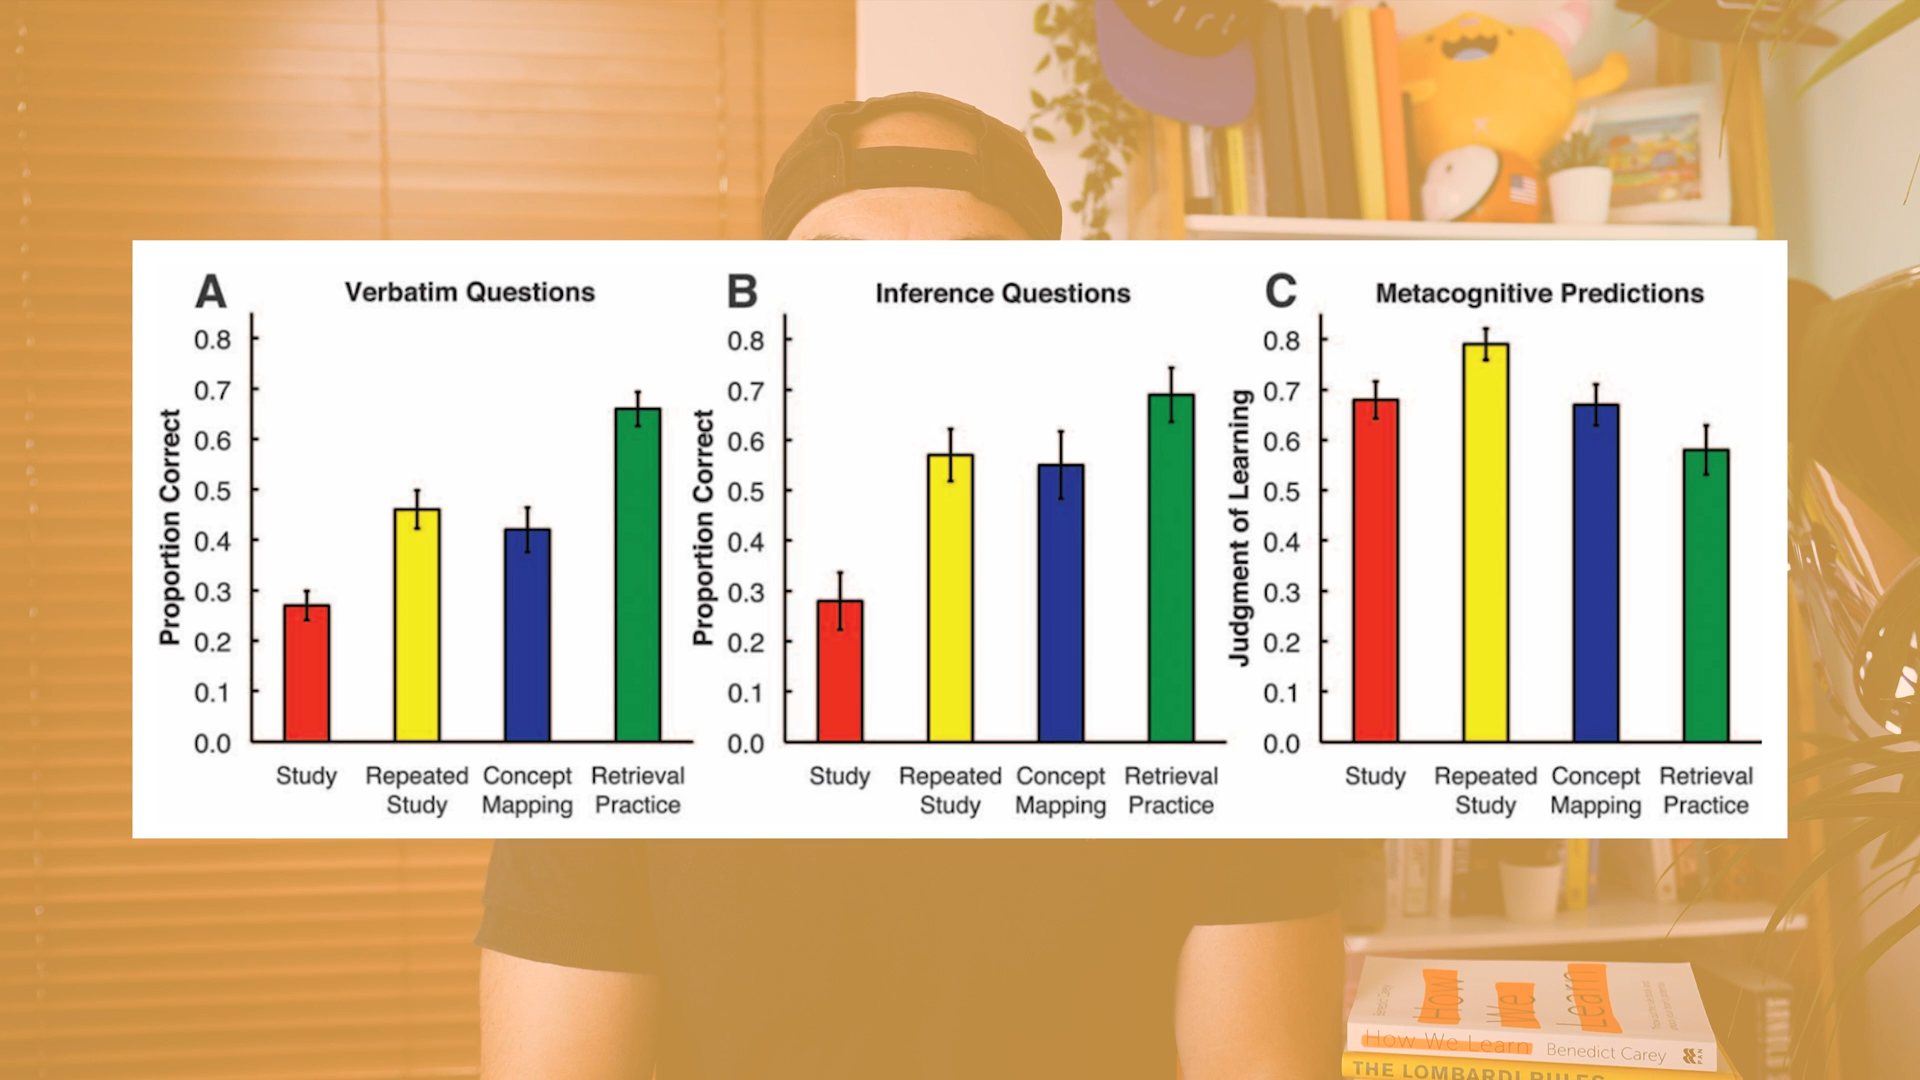 A
Verbatim Questions
Proportion Correct
0.8
0.7
0.6
0.5
0.4
0.3
0.2
0.1
0.0
Study
Repeated Study
Concept Mapping
Retrieval Practice
B
Inference Questions
Proportion Correct
0.8
0.7
0.6
0.5
0.4
0.3
0.2
0.1
0.0
Study
Repeated Study
Concept Mapping
Retrieval Practice
C
Metacognitive Predictions
Judgment of Learning
0.8
0.7
0.6
0.5
0.4
0.3
0.2
0.1
0.0
Study
Repeated Study
Concept Mapping
Retrieval Practice
How We Learn
How We Learn Benedict Carey PAN
THE LOMBARDI RULES